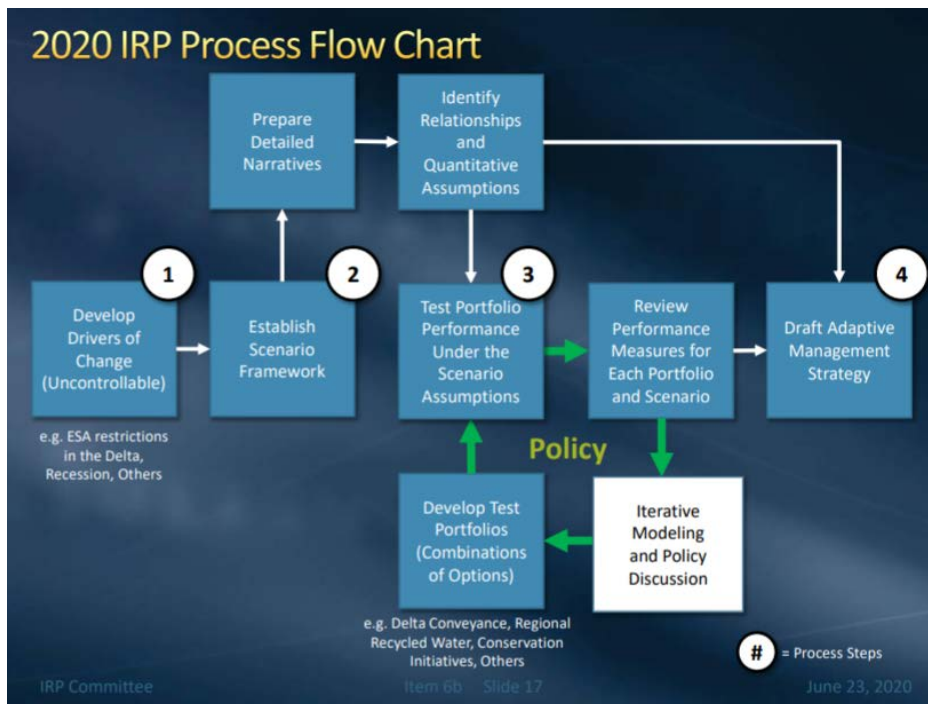 2020 IRP Process Flow Chart
Prepare
Detailed
Narratives
Identify
Relationships
and
Quantitative
Assumptions
1
Develop
Drivers of
Change
(Uncontrollable)
e.g. ESA restrictions
in the Delta,
Recession, Others
2
Establish
Scenario
Framework
3
Test Portfolio
Performance
Under the
Scenario
Assumptions
Review
Performance
Measures for
Each Portfolio
and Scenario
4
Draft Adaptive
Management
Strategy
Policy
Develop Test
Portfolios
(Combinations
of Options)
e.g. Delta Conveyance, Regional
Recycled Water, Conservation
Initiatives, Others
Iterative
Modeling
and Policy
Discussion
# = Process Steps
IRP Committee
Item 6b Slide 17
June 23, 2020